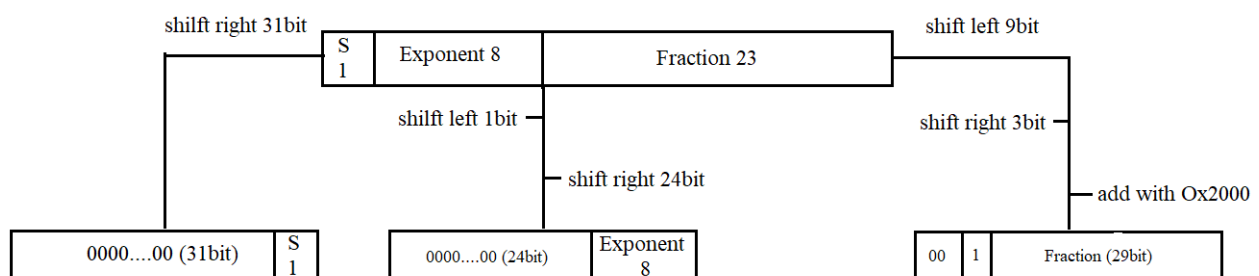 shilft right 31bit
S
1
Exponent 8
Fraction 23
shift left 9bit
shilft left 1bit
shift right 3bit
shift right 24bit
add with Ox2000
0000....00 (31bit)
S
1
0000....00 (24bit)
Exponent
8
00
1
Fraction (29bit)